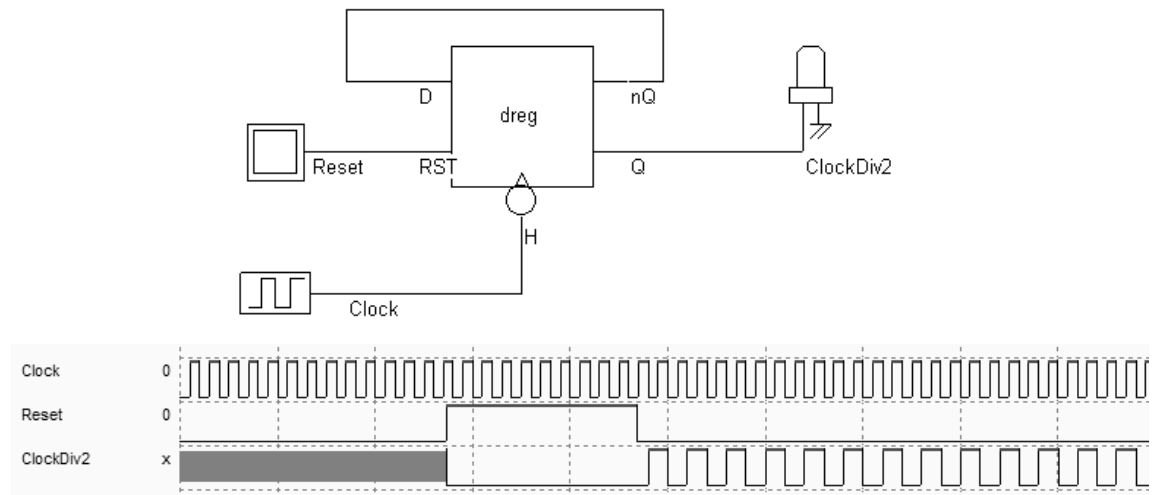 D
nQ
dreg
Reset
RST
Q
ClockDiv2
H
Clock
Clock 0
Reset 0
ClockDiv2 x